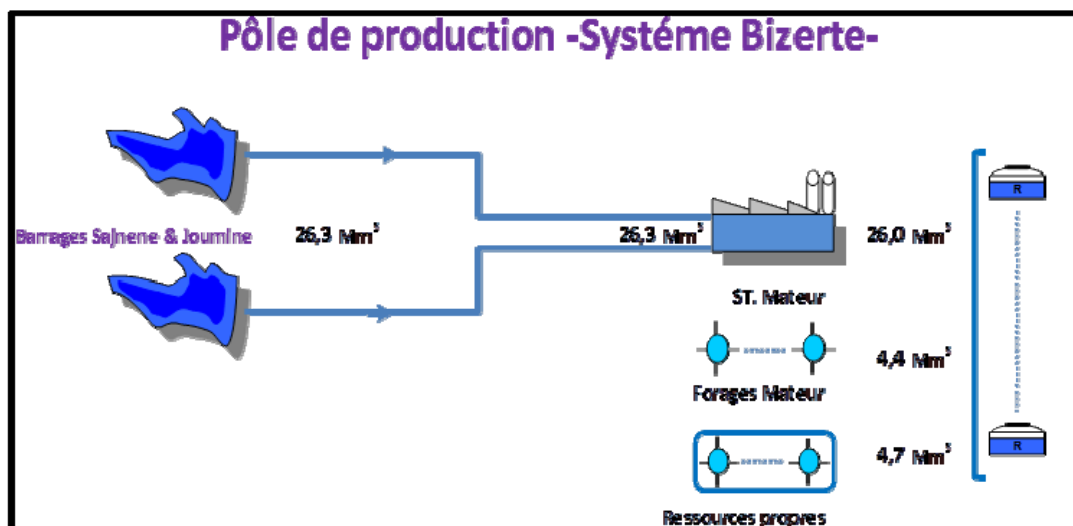 Pôle de production -Systéme Bizerte-
R
Barrages Sajnene & Joumine
26,3 Mm³
26,3 Mm³
26,0 Mm³
ST. Mateur
4,4 Mm³
Forages Mateur
4,7 Mm³
R
Ressources propres